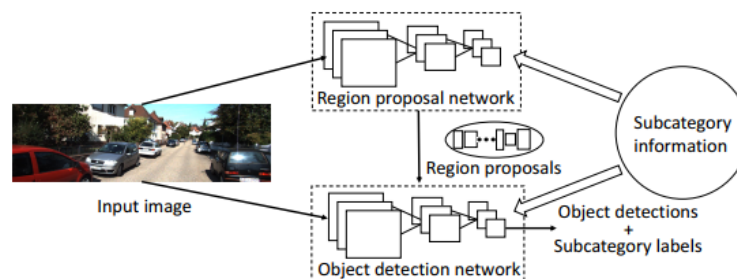 Region proposal network
Subcategory
information
Region proposals
Input image
Object detections
+
Subcategory labels
Object detection network